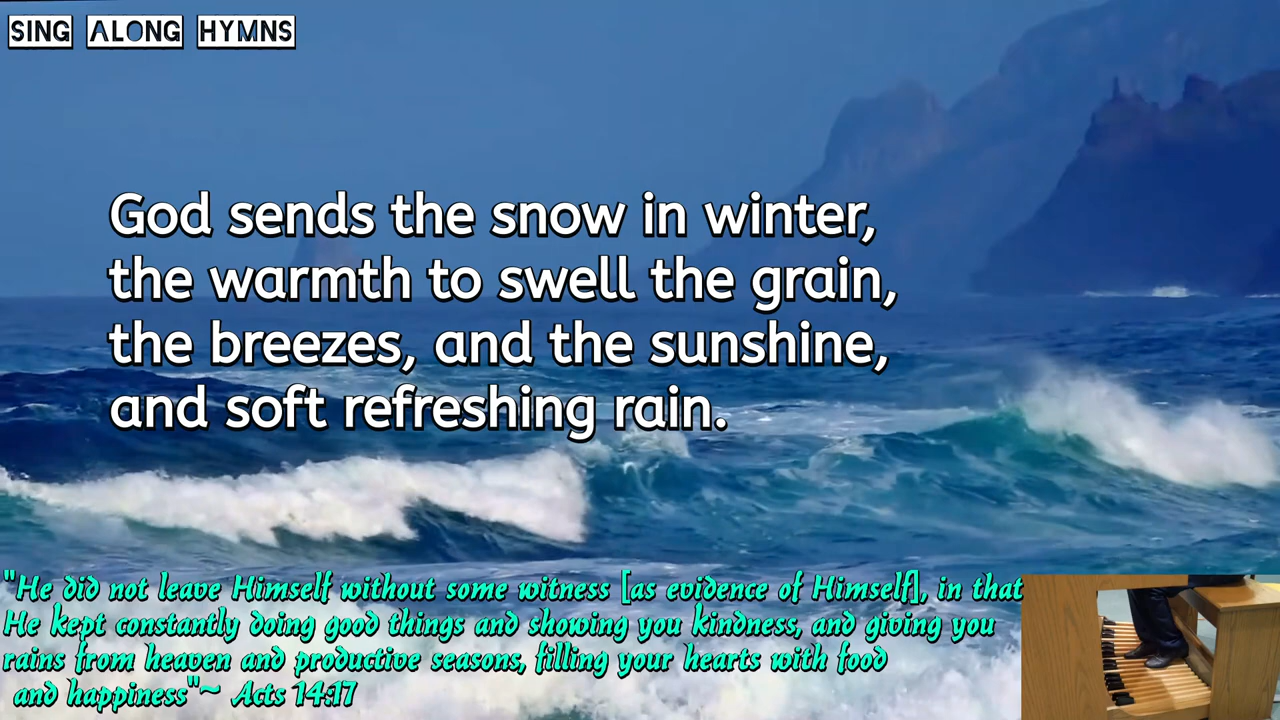 SING ALONG HYMNS
God sends the snow in winter,
the warmth to swell the grain,
the breezes, and the sunshine,
and soft refreshing rain.
"He did not leave Himself without some witness [as evidence of Himself], in that
He kept constantly doing good things and showing you kindness, and giving you
rains from heaven and productive seasons, filling your hearts with food
and happiness"~ Acts 14:17